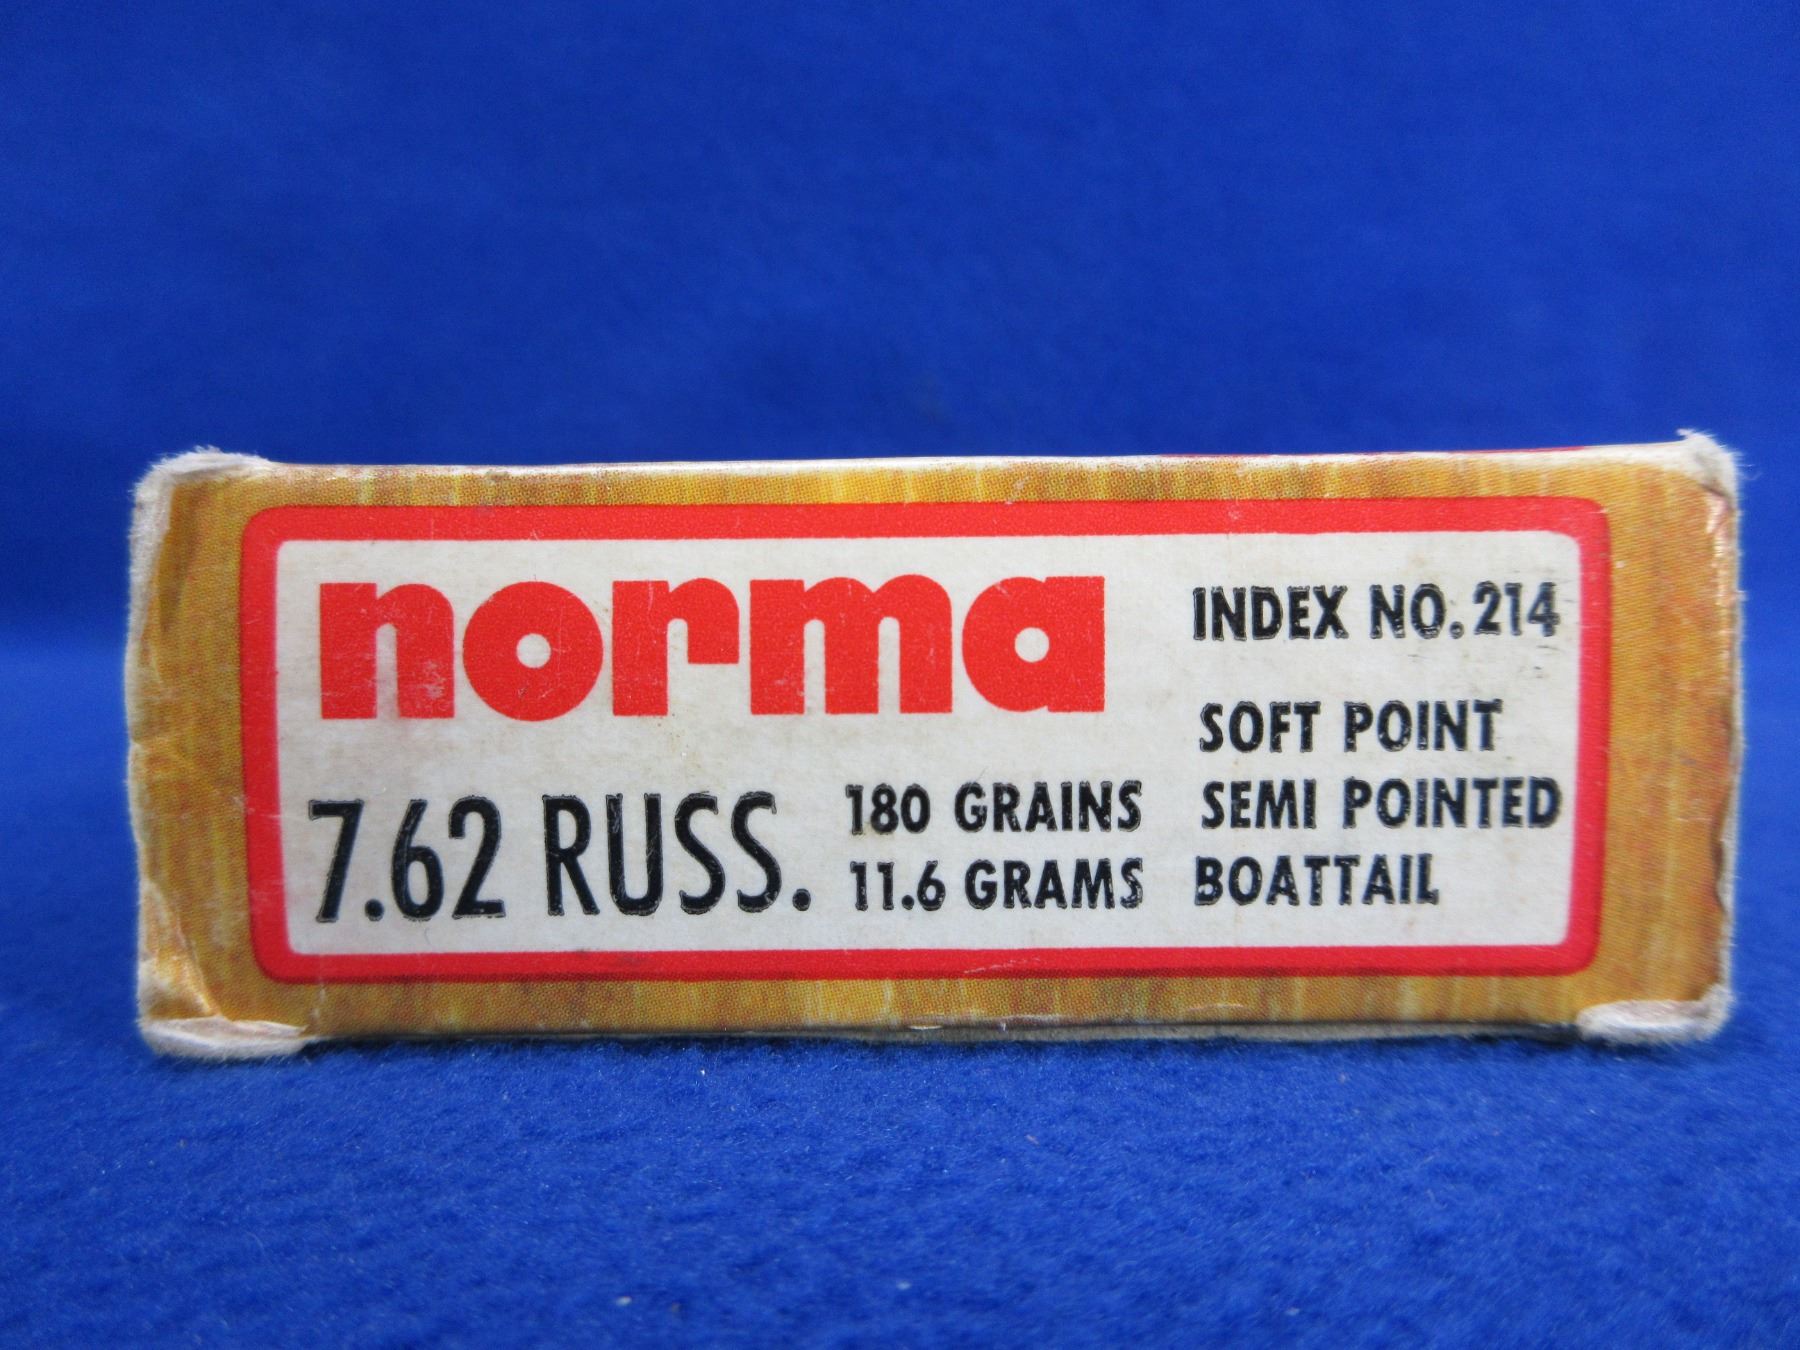 norma
7.62 RUSS.
180 GRAINS
11.6 GRAMS
INDEX NO. 214
SOFT POINT
SEMI POINTED
BOATTAIL